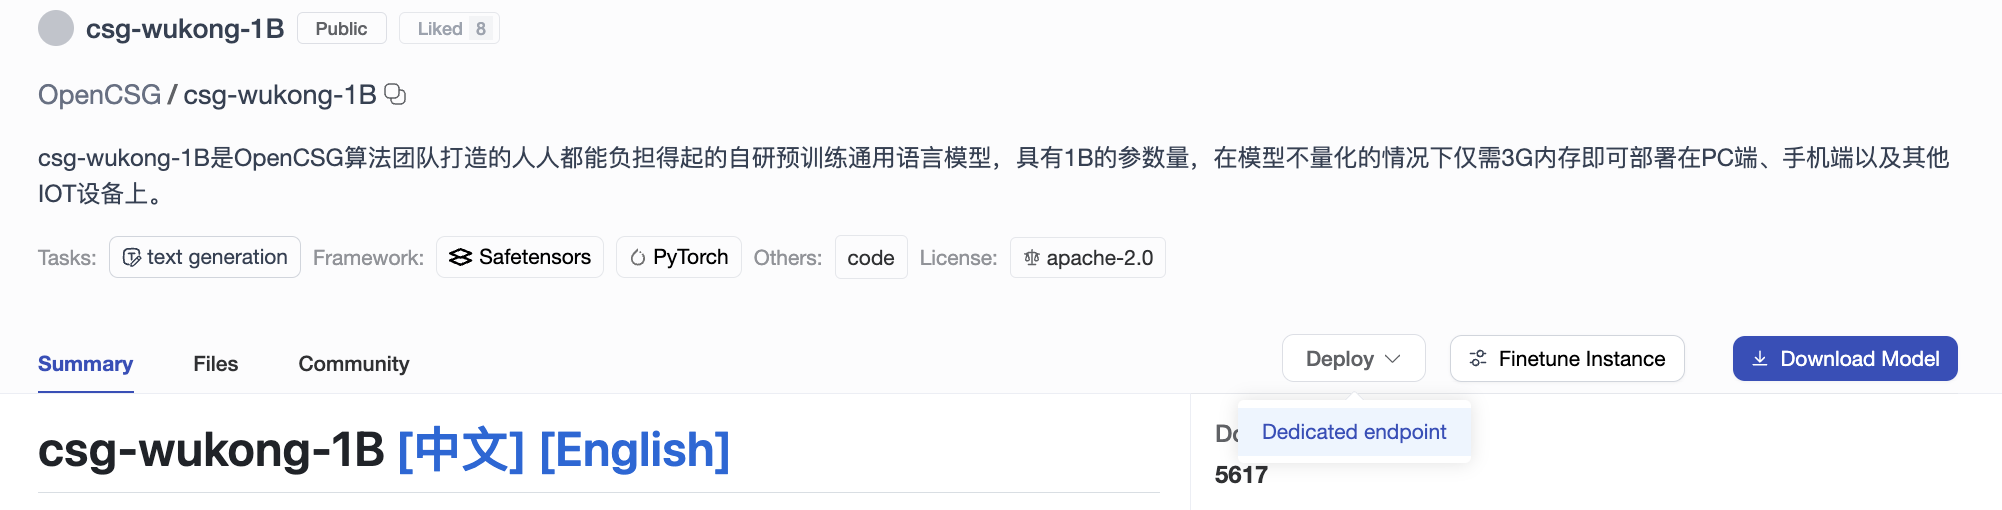 csg-wukong-1B Public Liked 8
OpenCSG / csg-wukong-1B
csg-wukong-1B是OpenCSG算法团队打造的人人都能负担得起的自研预训练通用语言模型，具有1B的参数量，在模型不量化的情况下仅需3G内存即可部署在PC端、手机端以及其他
IOT设备上。
Tasks: text generation Framework: Safetensors PyTorch Others: code License: apache-2.0
Summary Files Community Deploy Finetune Instance Download Model
Dedicated endpoint
csg-wukong-1B [中文] [English]
5617